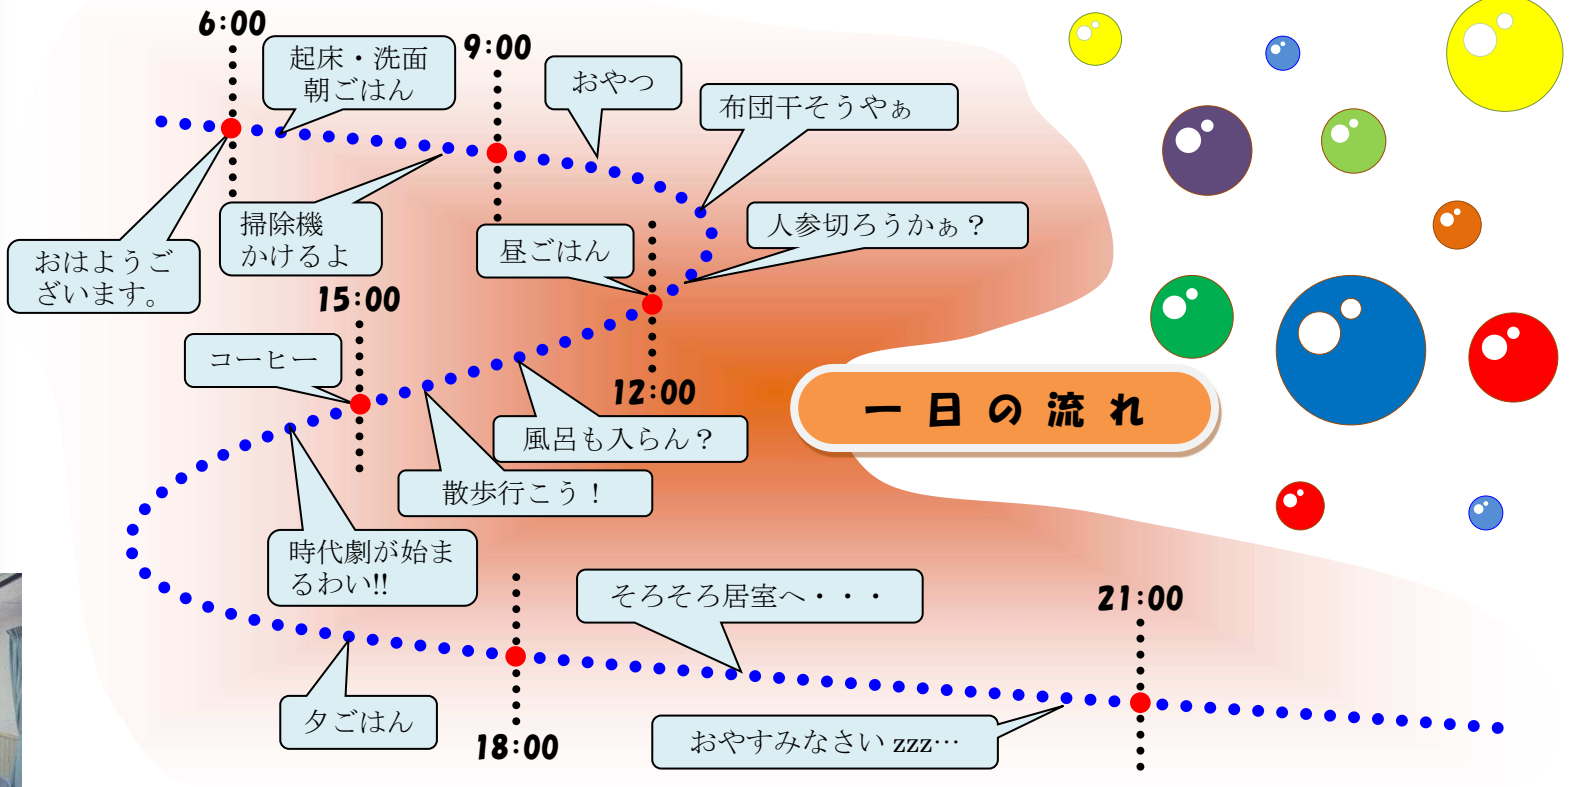 6:00
起床・洗面
朝ごはん
9:00
おやつ
布団干そうやぁ
おはようご
ざいます。
掃除機
かけるよ
昼ごはん
人参切ろうかぁ？
15:00
コーヒー
12:00
一日の流れ
風呂も入らん？
散歩行こう！
時代劇が始ま
るわい!!
そろそろ居室へ・・・
21:00
夕ごはん
18:00
おやすみなさい zzz…